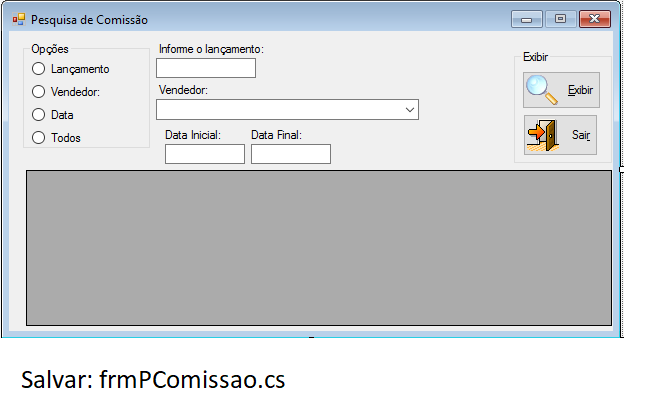 Pesquisa de Comissão
Opções
Lançamento
Vendedor:
Data
Todos
Informe o lançamento:
Vendedor:
Data Inicial:
Data Final:
Exibir
Exibir
Sair
Salvar: frmPComissao.cs